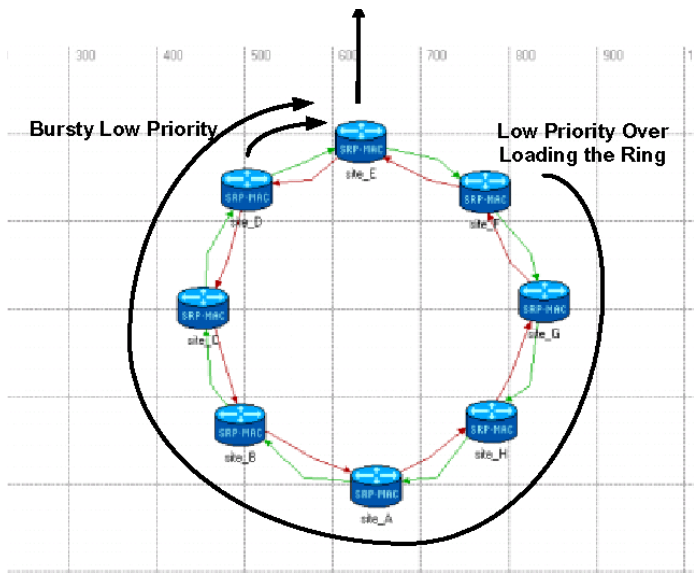 300 400 500 600 700 800 900 1
Bursty Low Priority
Low Priority Over
Loading the Ring
SRP-MAC
site_E
SRP-MAC
site_D
SRP-MAC
site_F
SRP-MAC
site_C
SRP-MAC
site_G
SRP-MAC
site_B
SRP-MAC
site_H
SRP-MAC
site_A